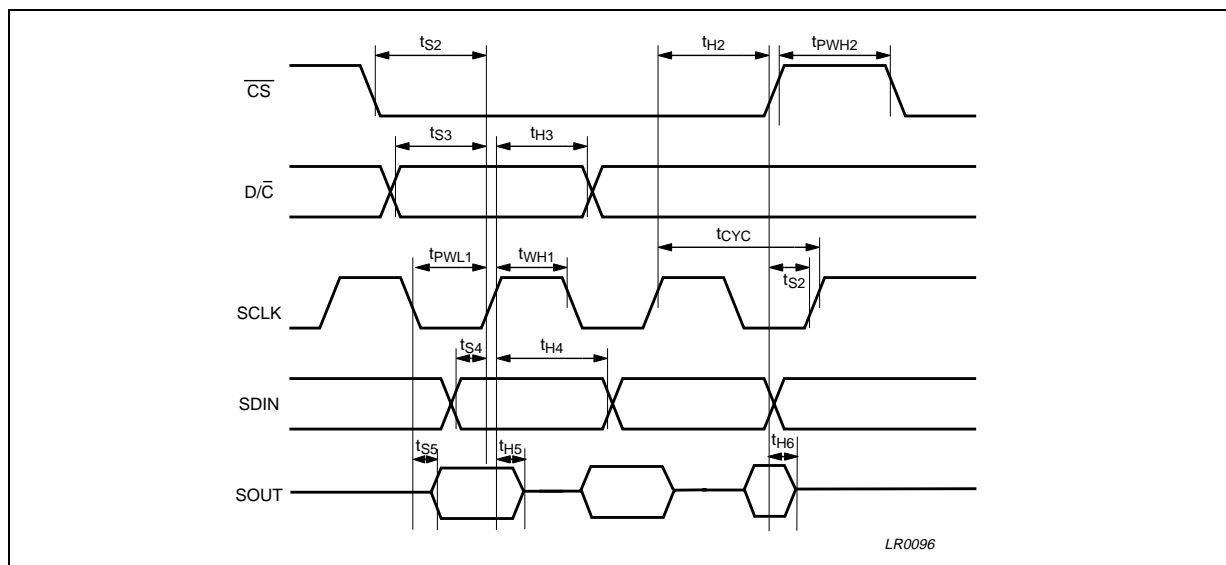 tS2
tH2
tPWH2
CS
tS3
tH3
D/C
tCYC
tPWL1
tWH1
tS2
SCLK
tS4
tH4
SDIN
tS5
tH5
tH6
SOUT
LR0096